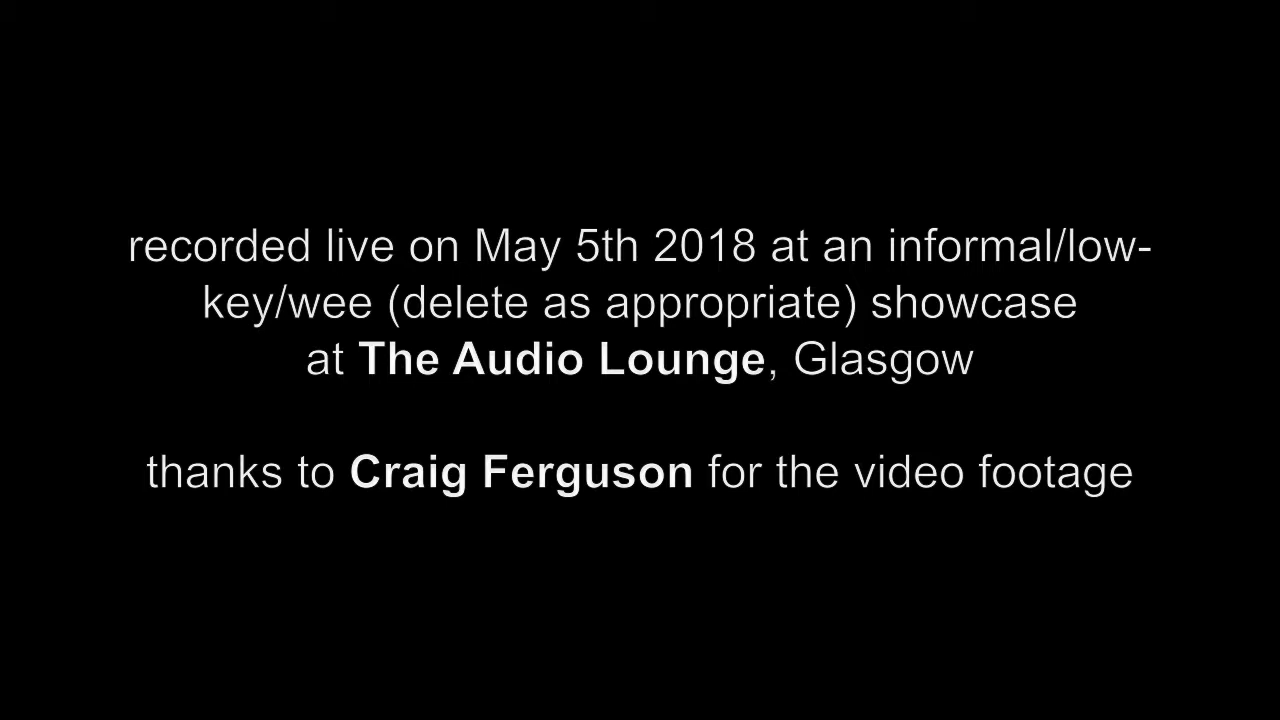 recorded live on May 5th 2018 at an informal/low-
key/wee (delete as appropriate) showcase
at The Audio Lounge, Glasgow
thanks to Craig Ferguson for the video footage